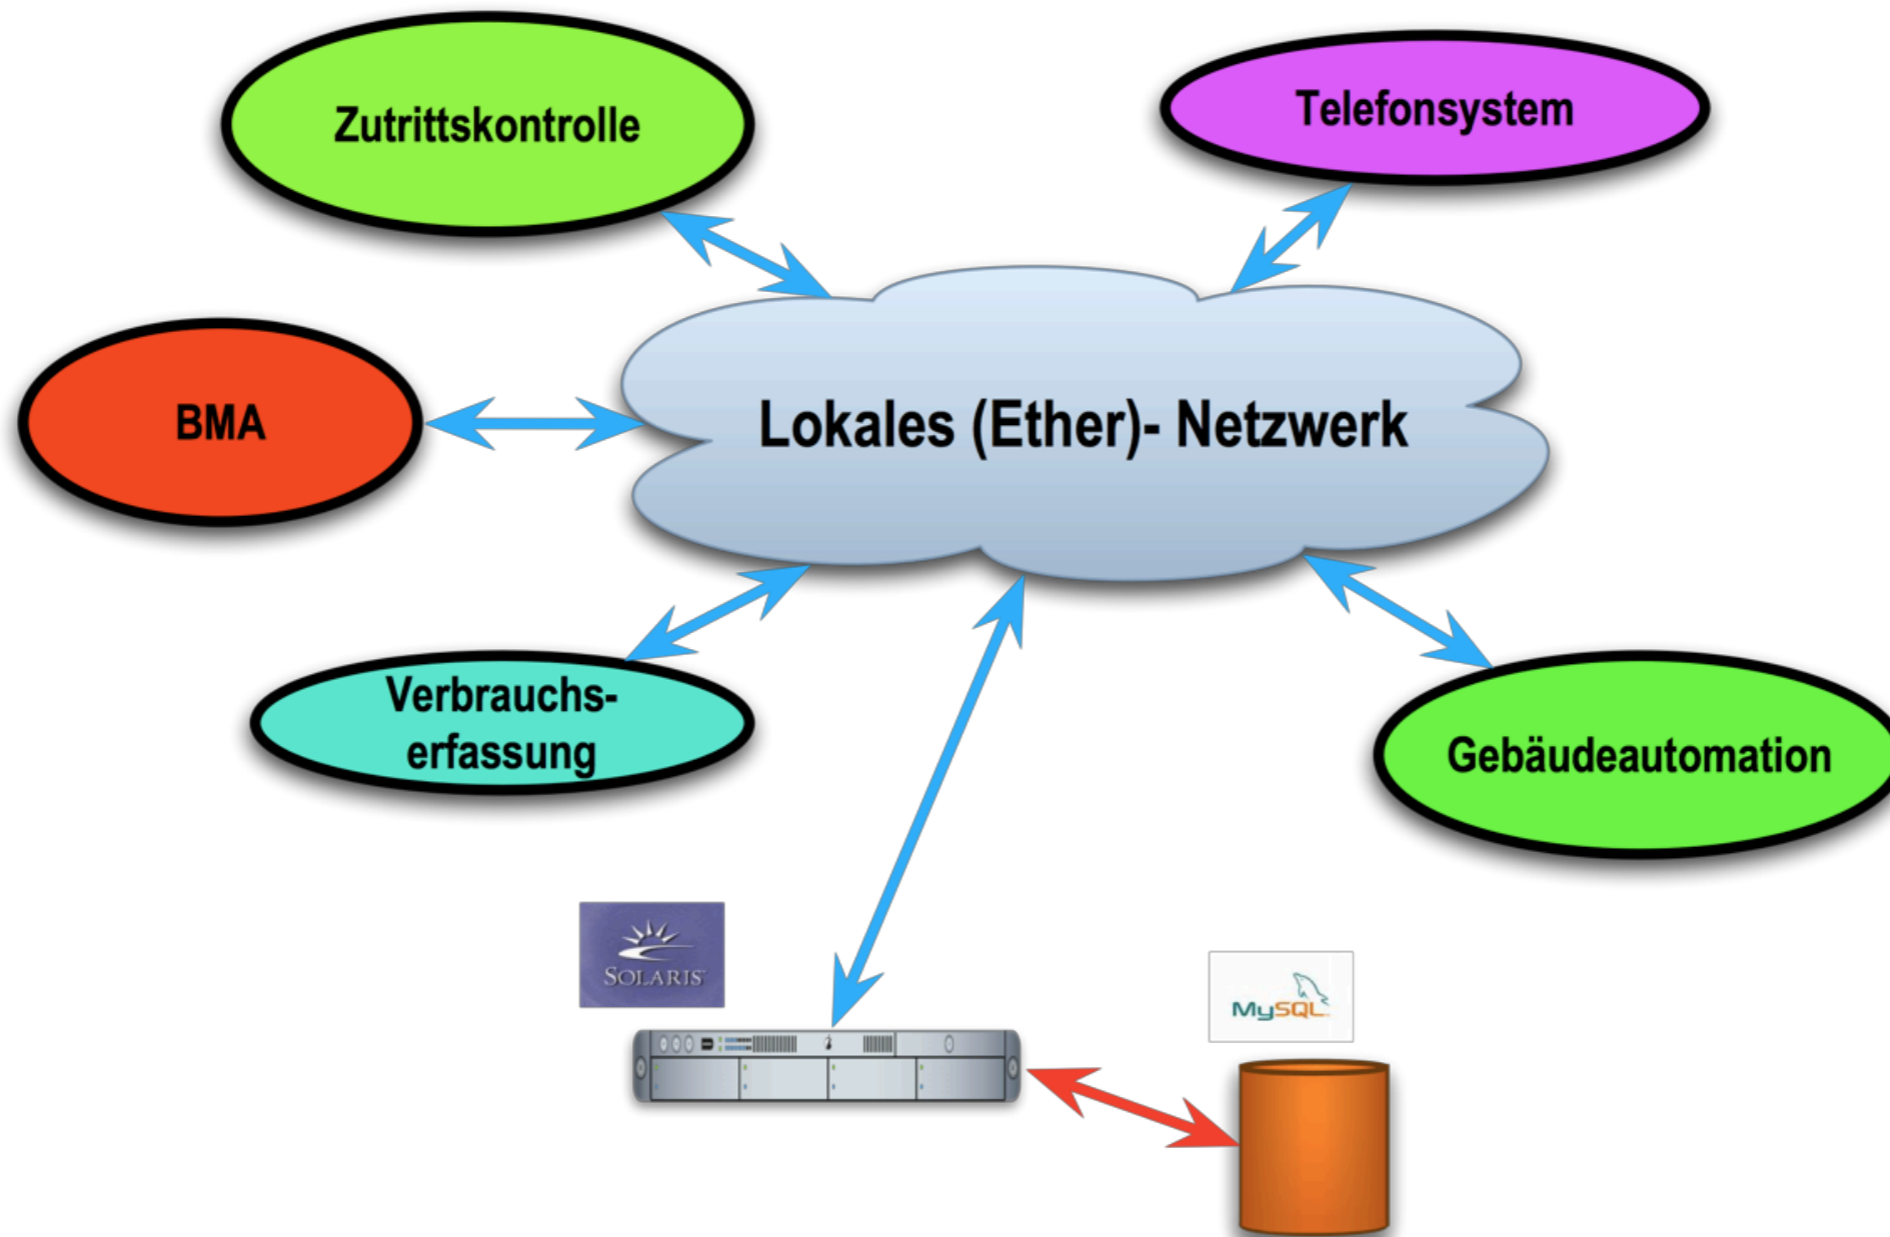 Zutrittskontrolle
Telefonsystem
BMA
Lokales (Ether)- Netzwerk
Verbrauchs-
erfassung
Gebäudeautomation
SOLARIS
MySQL